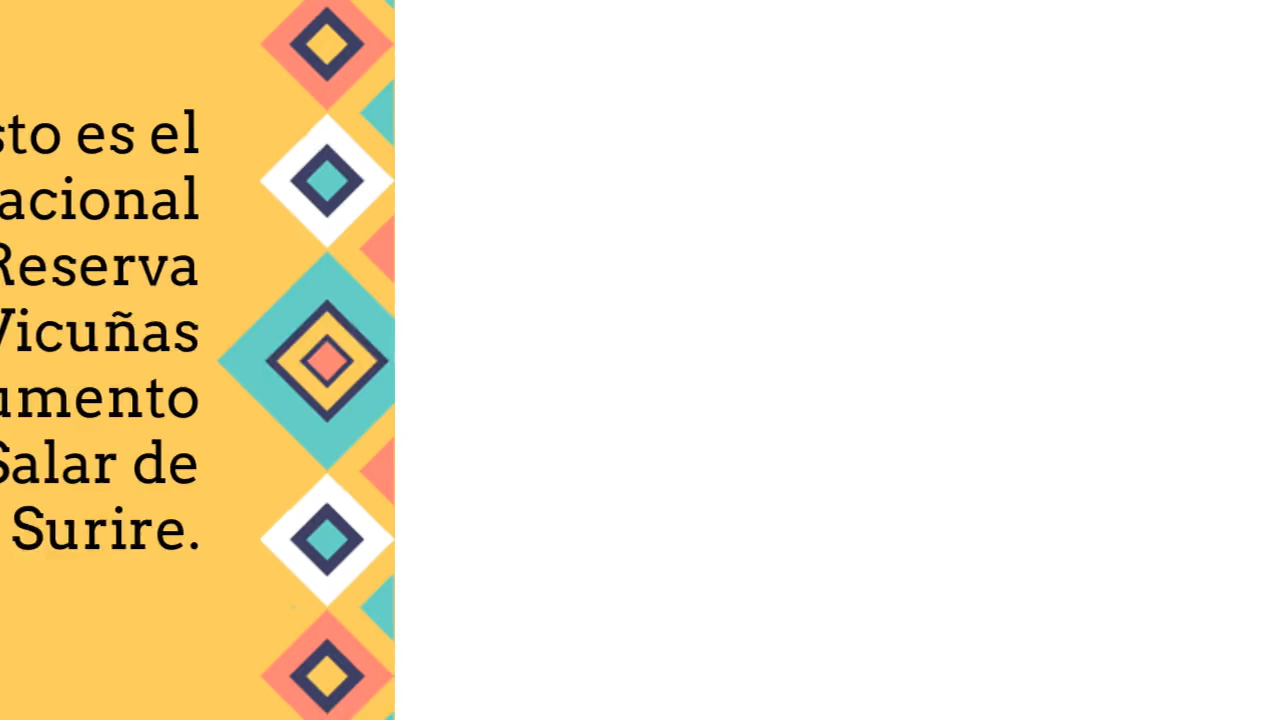 sto es el
acional
Reserva
Vicuñas
umento
Salar de
Surire.